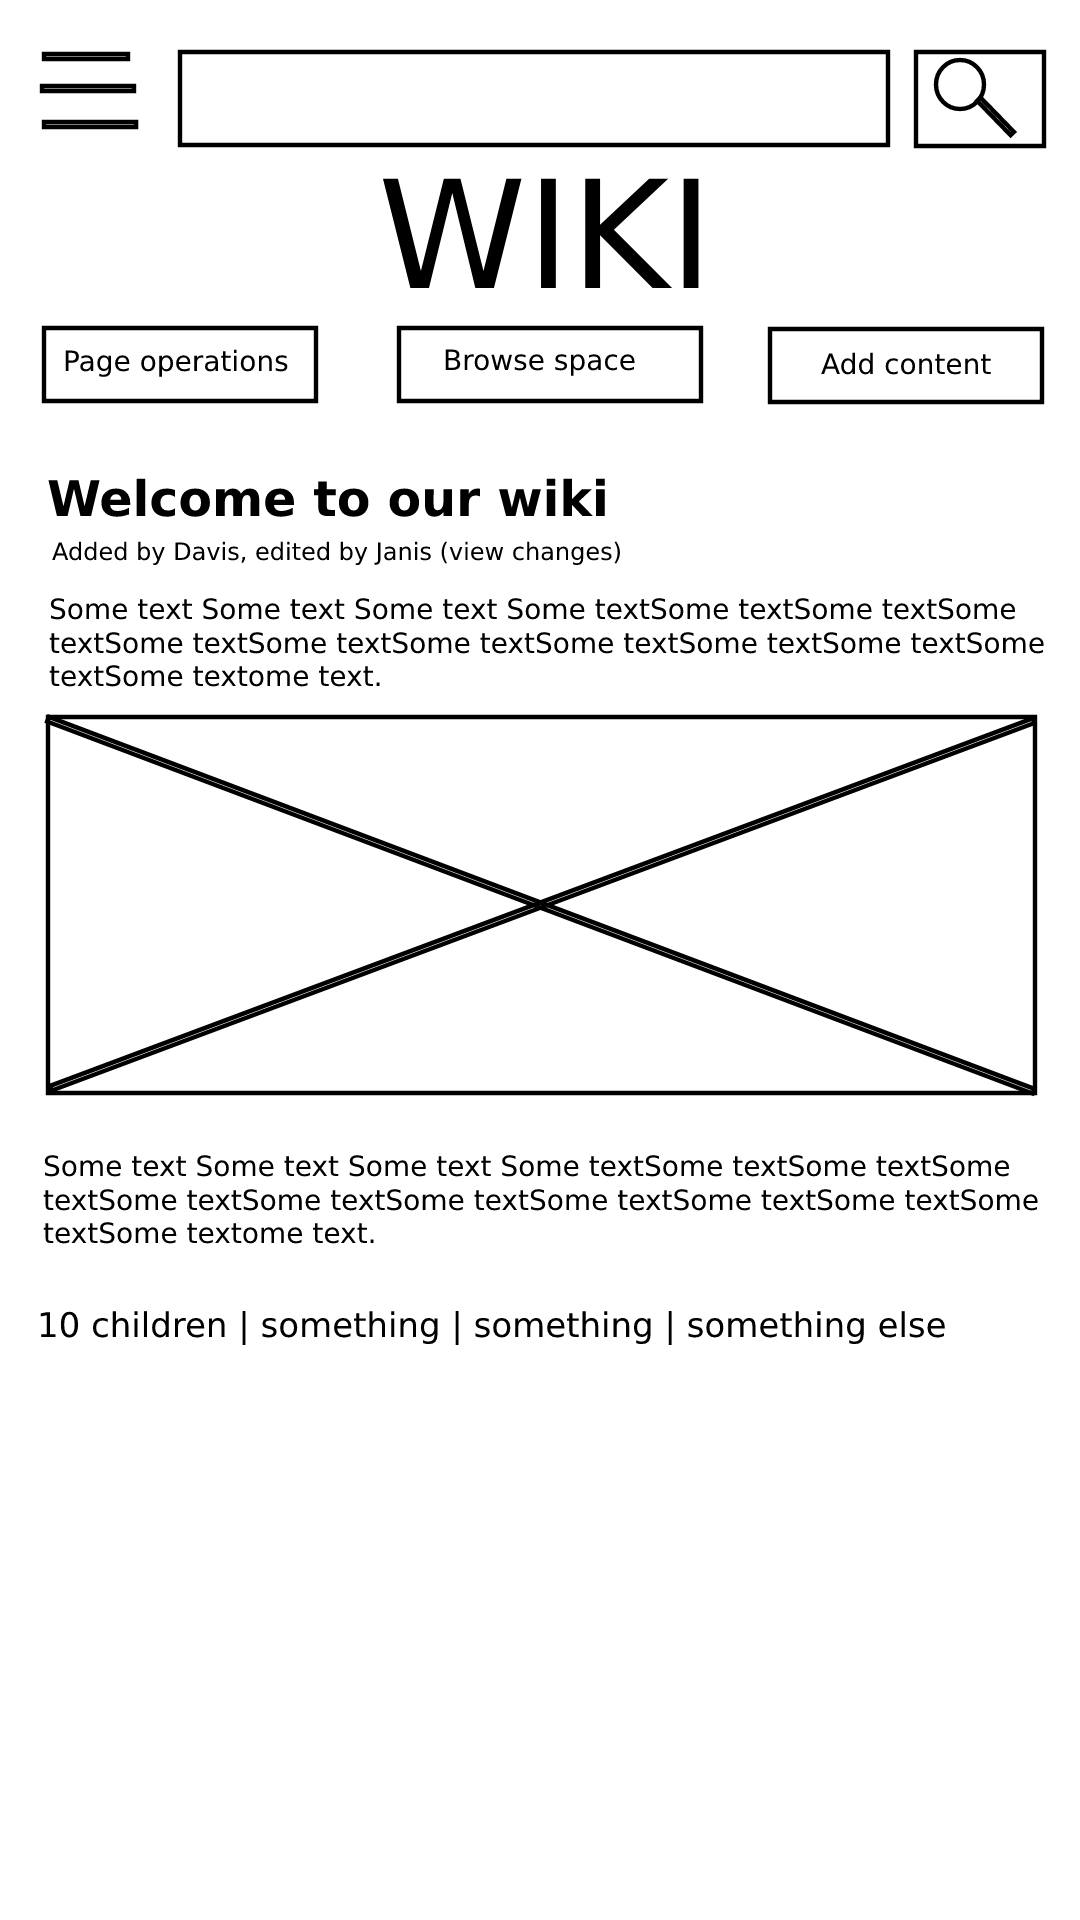 WIKI
Page operations
Browse space
Add content
Welcome to our wiki
Added by Davis, edited by Janis (view changes)
Some text Some text Some text Some textSome textSome textSome
textSome textSome textSome textSome textSome textSome textSome
textSome textome text.
Some text Some text Some text Some textSome textSome textSome
textSome textSome textSome textSome textSome textSome textSome
textSome textome text.
10 children | something | something | something else